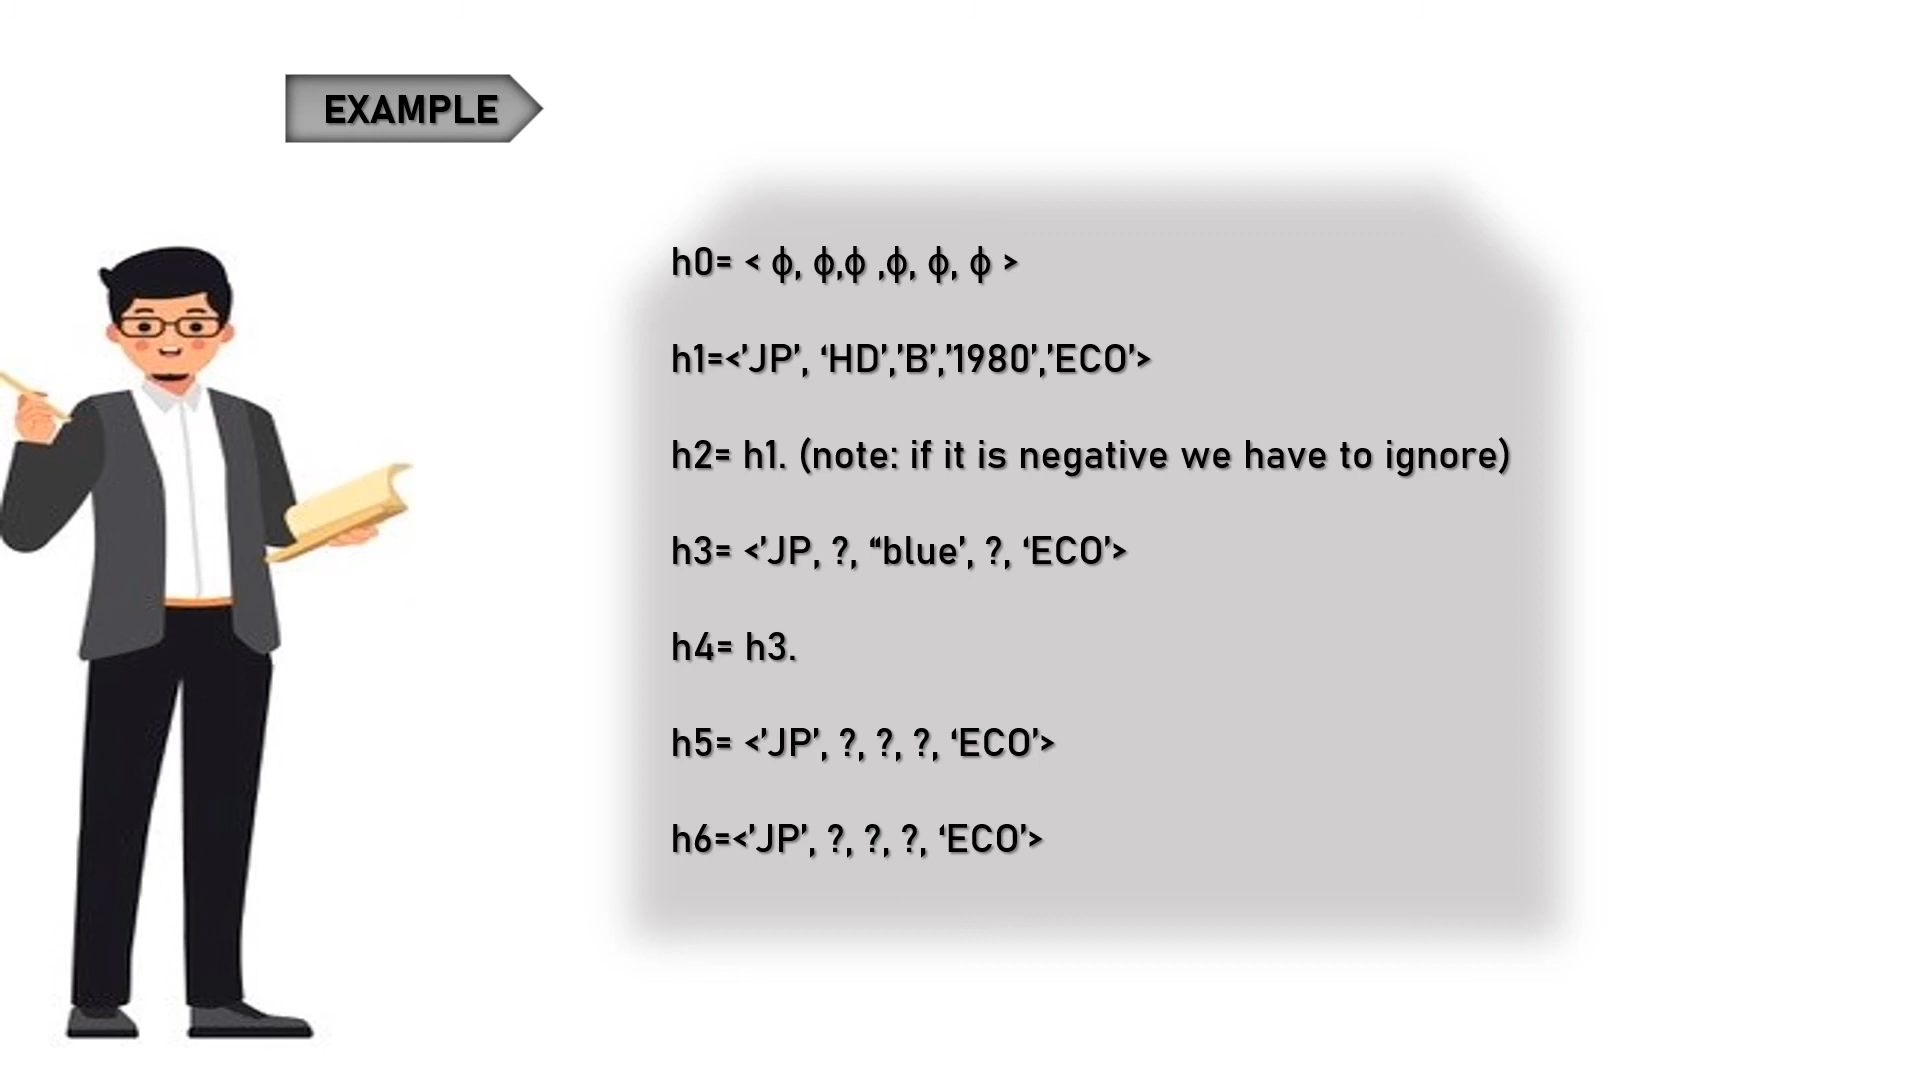 EXAMPLE
h0= < ϕ, ϕ,ϕ ,ϕ, ϕ, ϕ >
h1=<’JP’, ‘HD’,’B’,’1980’,’ECO’>
h2= h1. (note: if it is negative we have to ignore)
h3= <’JP, ?, “blue’, ?, ‘ECO’>
h4= h3.
h5= <’JP’, ?, ?, ?, ‘ECO’>
h6=<’JP’, ?, ?, ?, ‘ECO’>